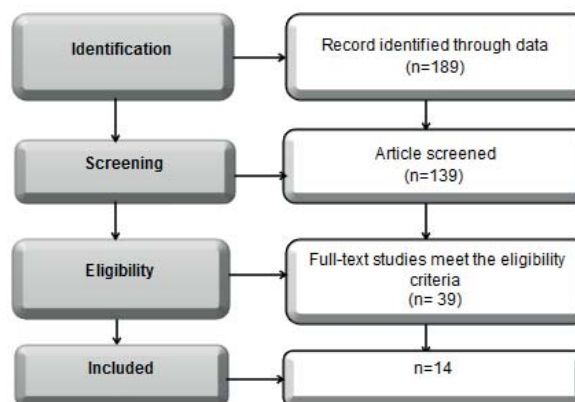 Identification
Record identified through data
(n=189)
Screening
Article screened
(n=139)
Eligibility
Full-text studies meet the eligibility
criteria
(n= 39)
Included
n=14